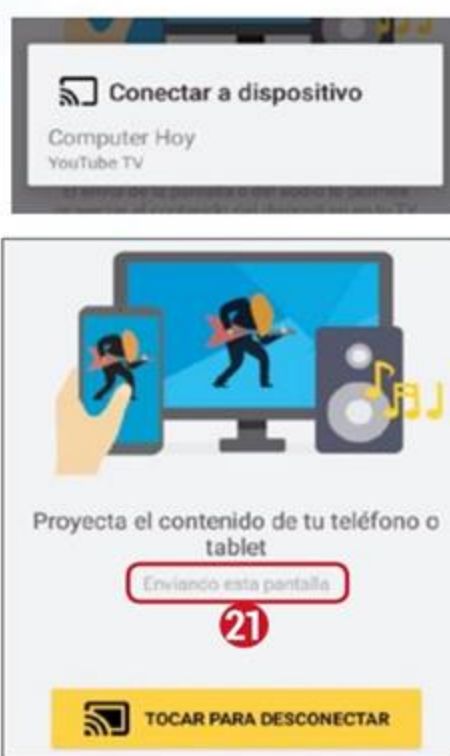 Conectar a dispositivo
Computer Hoy
YouTube TV
Proyecta el contenido de tu teléfono o
tablet
Enviando esta pantalla
21
TOCAR PARA DESCONECTAR